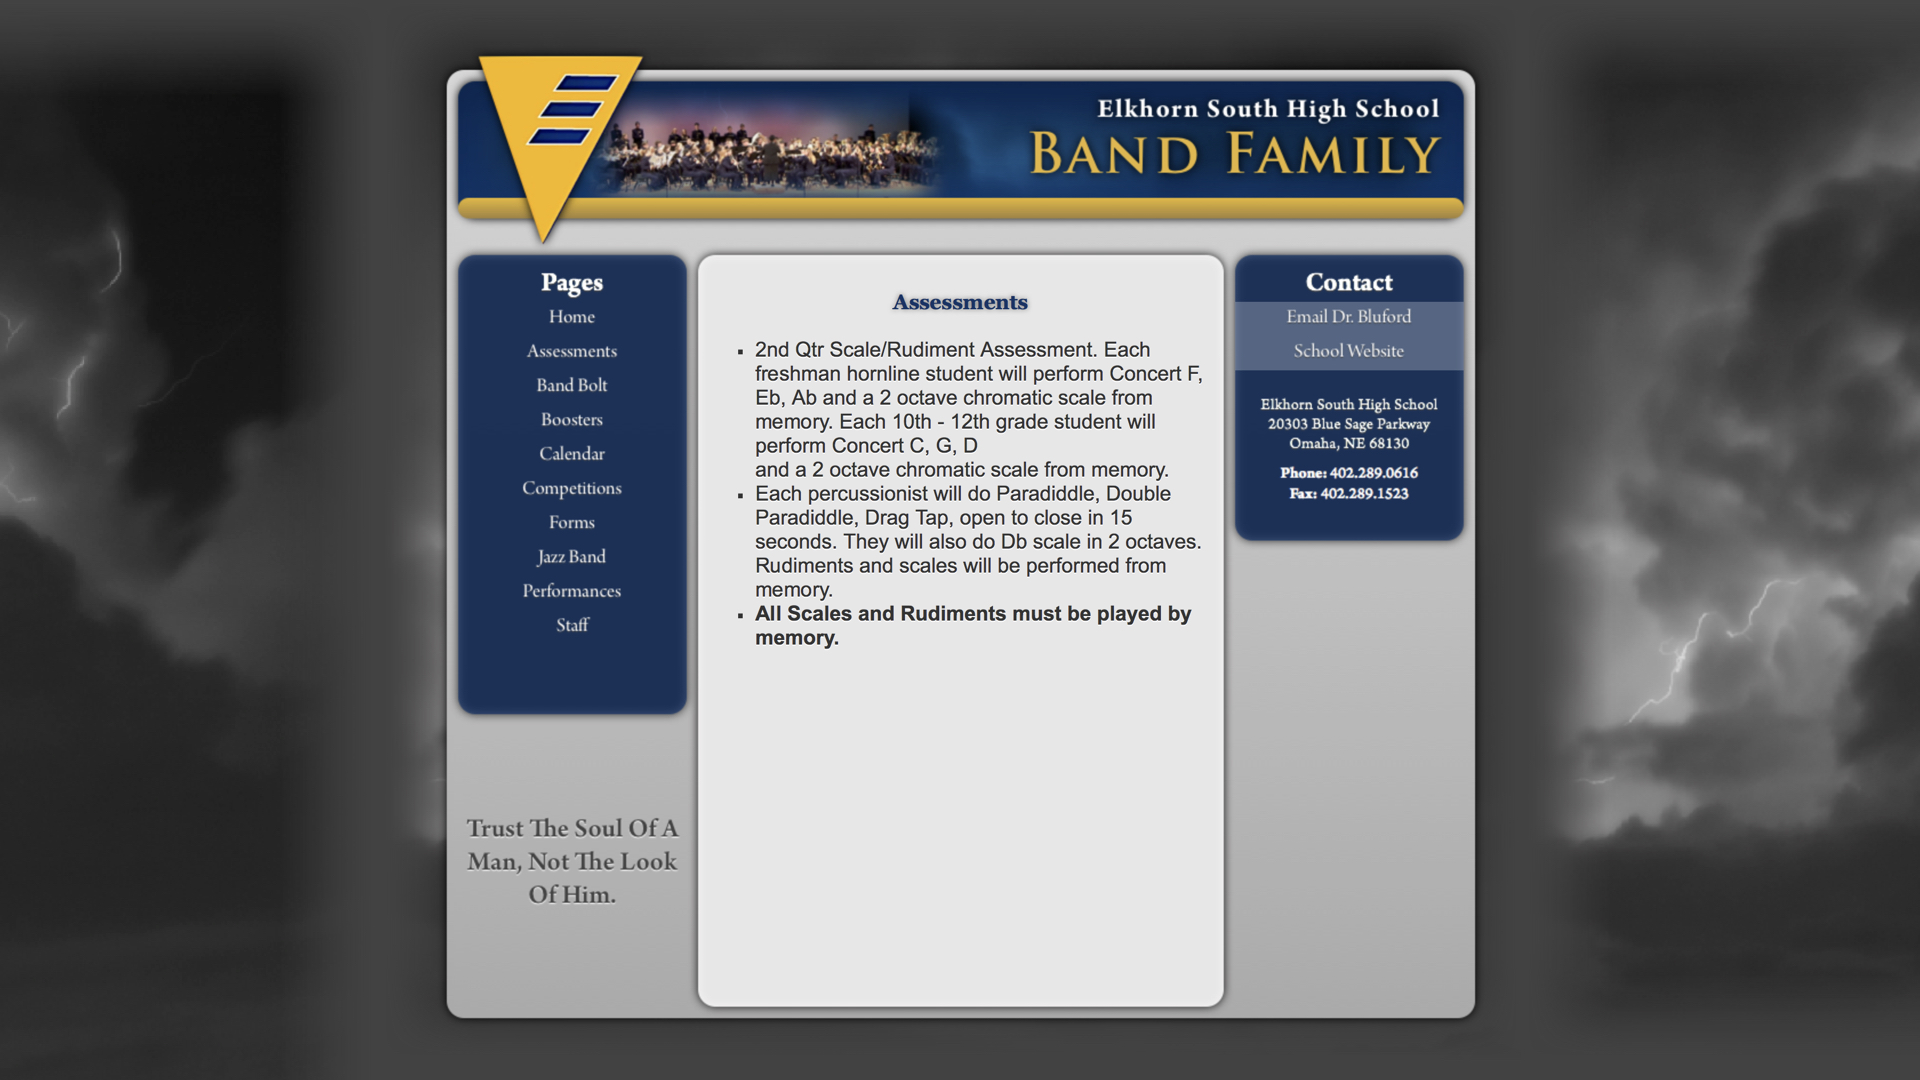 Elkhorn South High School
Band Family
Pages
Home
Assessments
Band Bolt
Boosters
Calendar
Competitions
Forms
Jazz Band
Performances
Staff
Trust The Soul Of A
Man, Not The Look
Of Him.
Assessments
2nd Qtr Scale/Rudiment Assessment. Each
freshman hornline student will perform Concert F,
Eb, Ab and a 2 octave chromatic scale from
memory. Each 10th - 12th grade student will
perform Concert C, G, D
and a 2 octave chromatic scale from memory.
Each percussionist will do Paradiddle, Double
Paradiddle, Drag Tap, open to close in 15
seconds. They will also do Db scale in 2 octaves.
Rudiments and scales will be performed from
memory.
All Scales and Rudiments must be played by
memory.
Contact
Email Dr. Bluford
School Website
Elkhorn South High School
20303 Blue Sage Parkway
Omaha, NE 68130
Phone: 402.289.0616
Fax: 402.289.1523